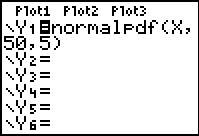 Plot1 Plot2 Plot3
\Y1=normalpdf(X,
50,5)
\Y2=
\Y3=
\Y4=
\Y5=
\Y6=